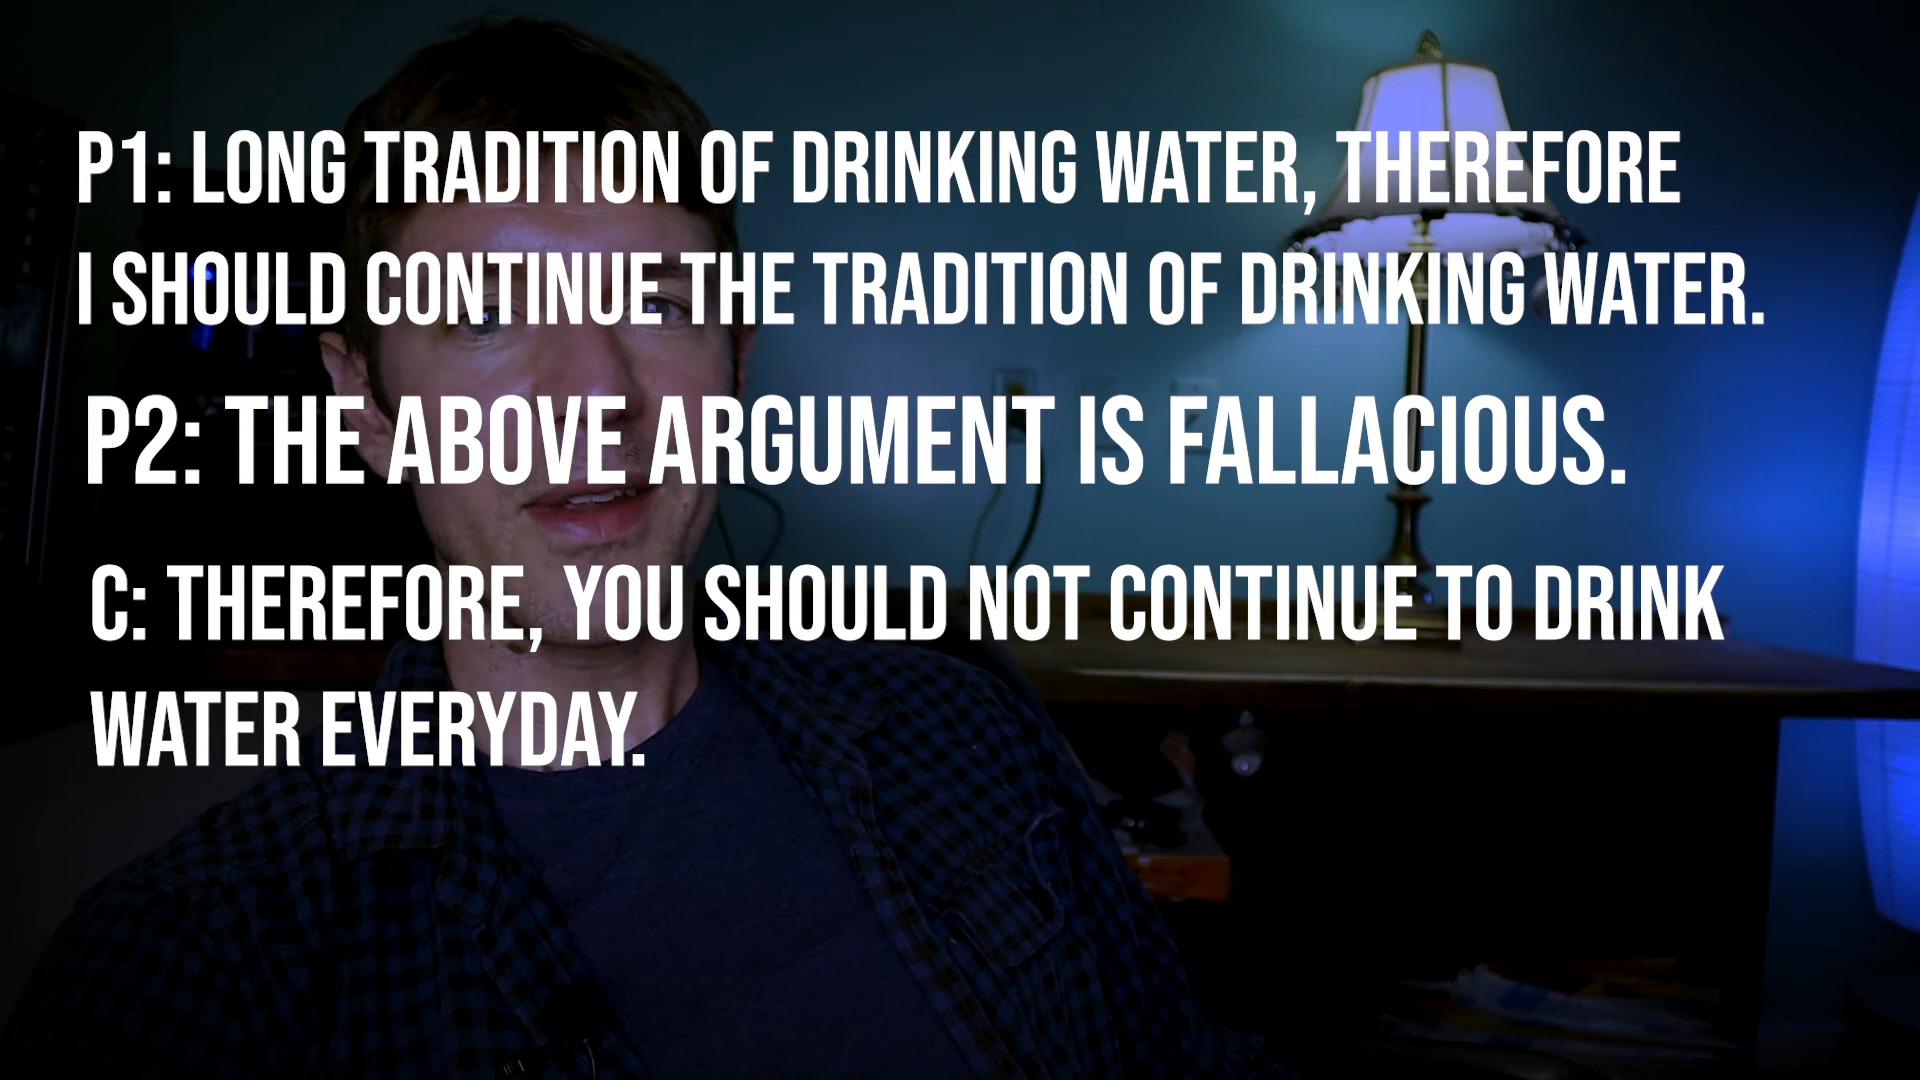 P1: LONG TRADITION OF DRINKING WATER, THEREFORE
I SHOULD CONTINUE THE TRADITION OF DRINKING WATER.
P2: THE ABOVE ARGUMENT IS FALLACIOUS.
C: THEREFORE, YOU SHOULD NOT CONTINUE TO DRINK
WATER EVERYDAY.